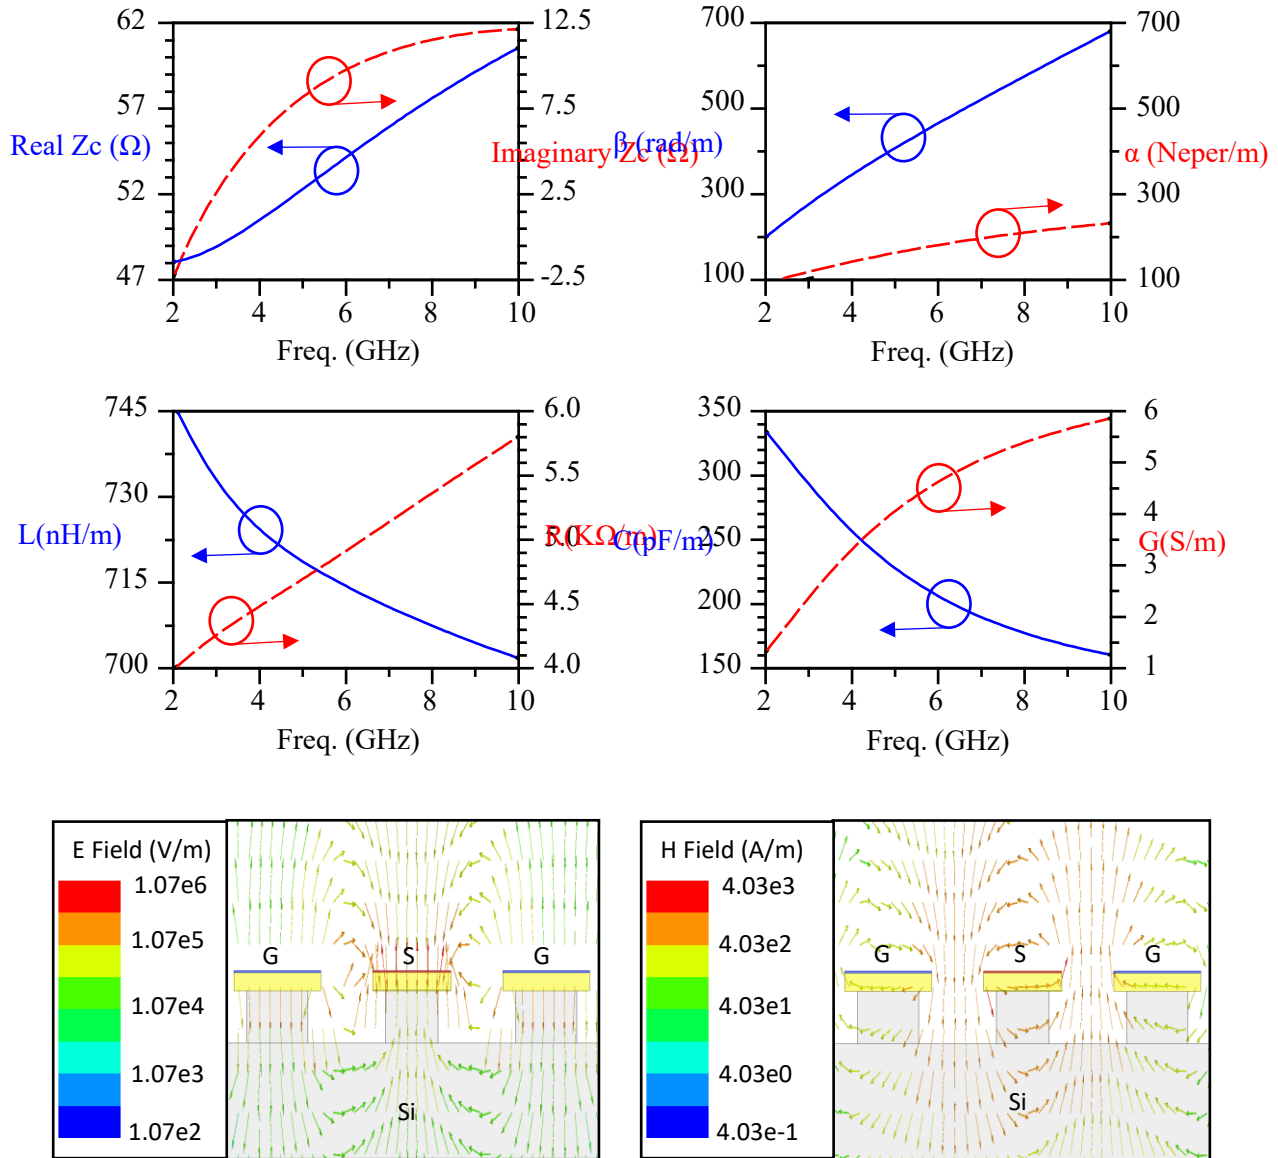 62
57
52
47
Real Zc (Ω)
12.5
7.5
2.5
-2.5
Imaginary Zc (Ω)
2 4 6 8 10
Freq. (GHz)
700
500
300
100
β (rad/m)
700
500
300
100
α (Neper/m)
2 4 6 8 10
Freq. (GHz)
745
730
715
700
L(nH/m)
6.0
5.5
5.0
4.5
4.0
R(KΩ/m)
2 4 6 8 10
Freq. (GHz)
350
300
250
200
150
C(pF/m)
6
5
4
3
2
1
G(S/m)
2 4 6 8 10
Freq. (GHz)
E Field (V/m)
1.07e6
1.07e5
1.07e4
1.07e3
1.07e2
G S G
Si
H Field (A/m)
4.03e3
4.03e2
4.03e1
4.03e0
4.03e-1
G S G
Si